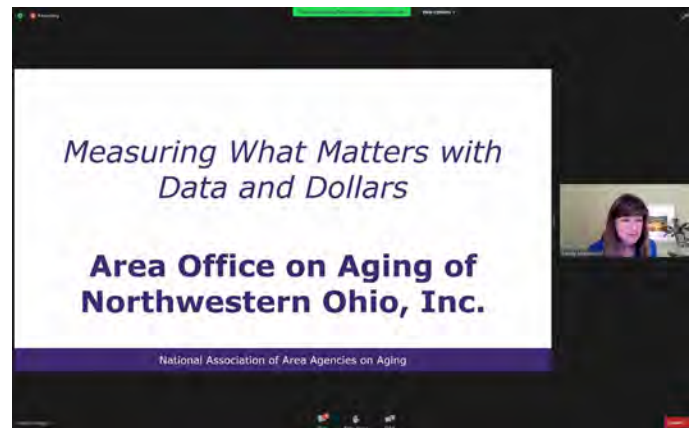 Recording
Measuring What Matters with
Data and Dollars
Area Office on Aging of
Northwestern Ohio, Inc.
National Association of Area Agencies on Aging